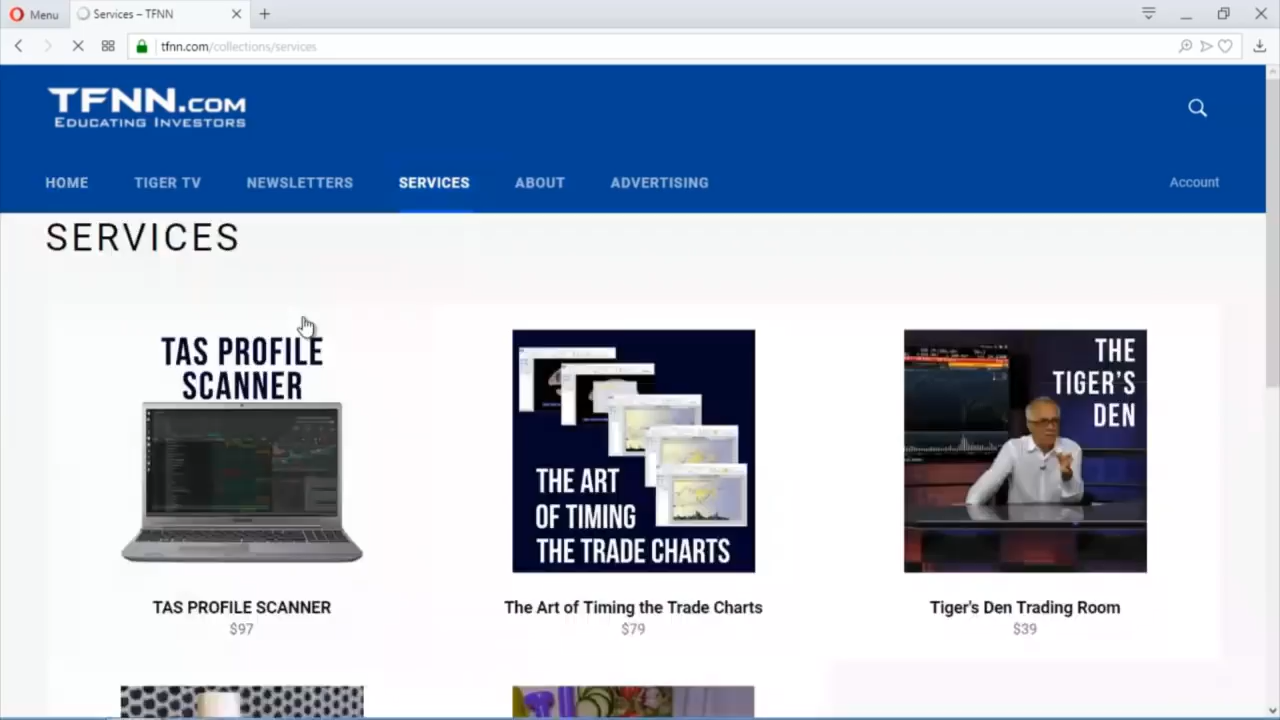 Menu
Services – TFNN
tfnn.com/collections/services
TFNN.COM
EDUCATING INVESTORS
HOME
TIGER TV
NEWSLETTERS
SERVICES
ABOUT
ADVERTISING
Account
SERVICES
TAS PROFILE
SCANNER
THE ART
OF TIMING
THE TRADE CHARTS
THE
TIGER'S
DEN
TAS PROFILE SCANNER
$97
The Art of Timing the Trade Charts
$79
Tiger's Den Trading Room
$39